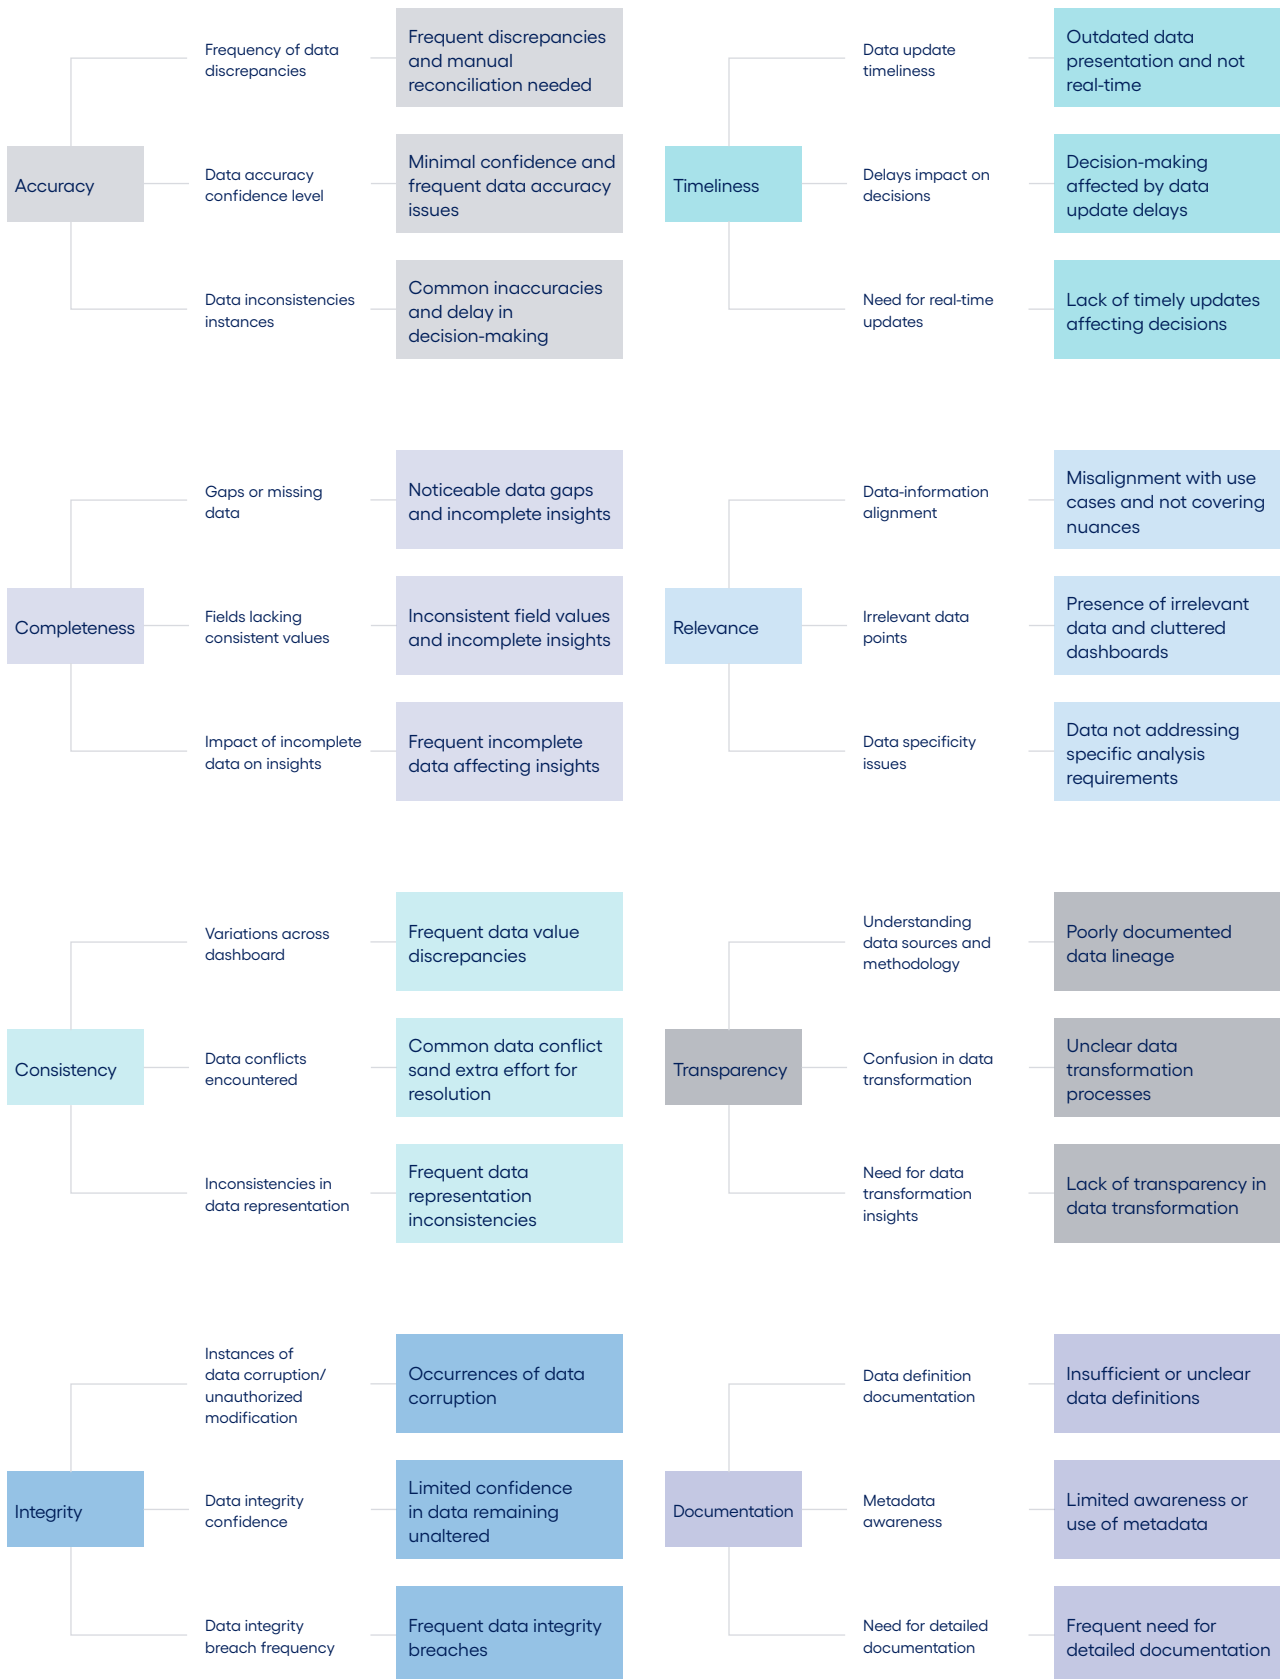 Frequency of data
discrepancies
Frequent discrepancies
and manual
reconciliation needed
Accuracy
Data accuracy
confidence level
Minimal confidence and
frequent data accuracy
issues
Data inconsistencies
instances
Common inaccuracies
and delay in
decision-making
Data update
timeliness
Outdated data
presentation and not
real-time
Timeliness
Delays impact on
decisions
Decision-making
affected by data
update delays
Need for real-time
updates
Lack of timely updates
affecting decisions
Gaps or missing
data
Noticeable data gaps
and incomplete insights
Completeness
Fields lacking
consistent values
Inconsistent field values
and incomplete insights
Impact of incomplete
data on insights
Frequent incomplete
data affecting insights
Data-information
alignment
Misalignment with use
cases and not covering
nuances
Relevance
Irrelevant data
points
Presence of irrelevant
data and cluttered
dashboards
Data specificity
issues
Data not addressing
specific analysis
requirements
Variations across
dashboard
Frequent data value
discrepancies
Consistency
Data conflicts
encountered
Common data conflict
sand extra effort for
resolution
Inconsistencies in
data representation
Frequent data
representation
inconsistencies
Understanding
data sources and
methodology
Poorly documented
data lineage
Transparency
Confusion in data
transformation
Unclear data
transformation
processes
Need for data
transformation
insights
Lack of transparency in
data transformation
Instances of
data corruption/
unauthorized
modification
Occurrences of data
corruption
Integrity
Data integrity
confidence
Limited confidence
in data remaining
unaltered
Data integrity
breach frequency
Frequent data integrity
breaches
Data definition
documentation
Insufficient or unclear
data definitions
Documentation
Metadata
awareness
Limited awareness or
use of metadata
Need for detailed
documentation
Frequent need for
detailed documentation